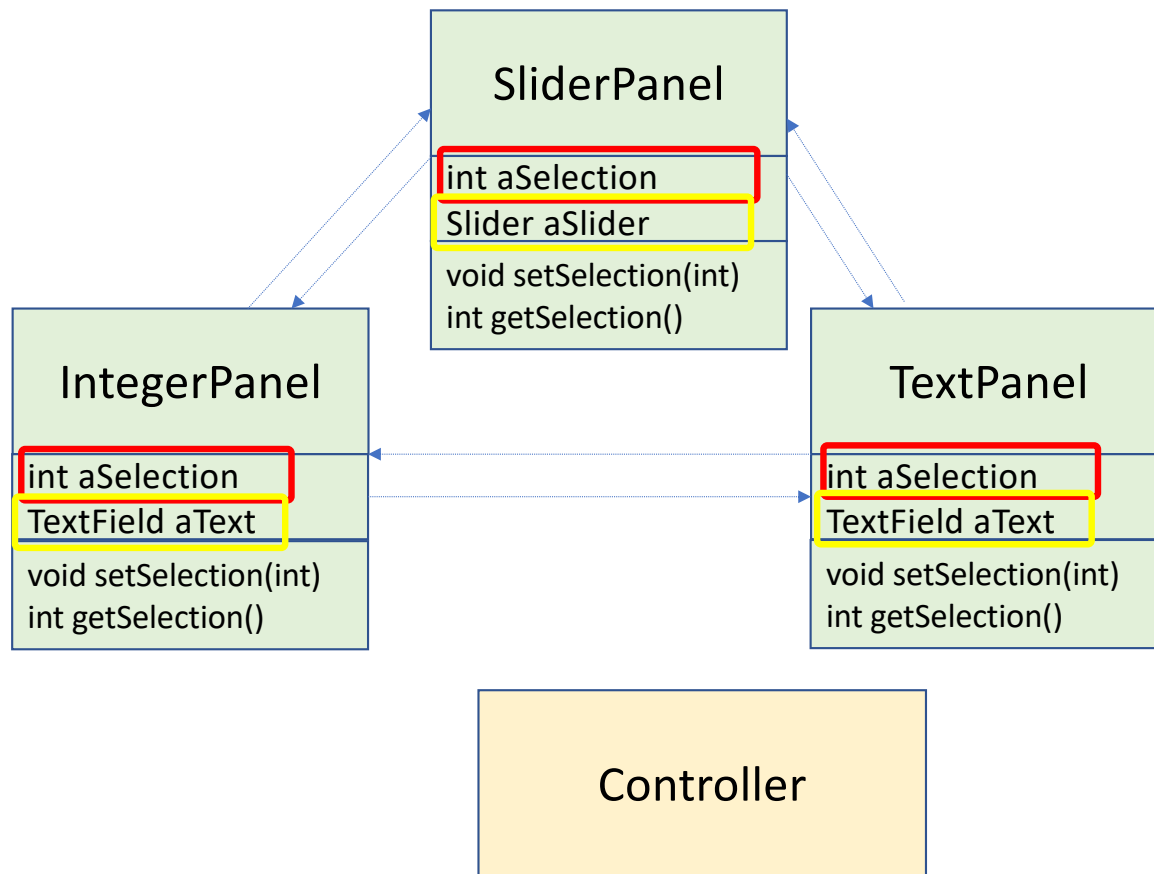 SliderPanel
int aSelection
Slider aSlider
void setSelection(int)
int getSelection()
IntegerPanel
int aSelection
TextField aText
void setSelection(int)
int getSelection()
TextPanel
int aSelection
TextField aText
void setSelection(int)
int getSelection()
Controller